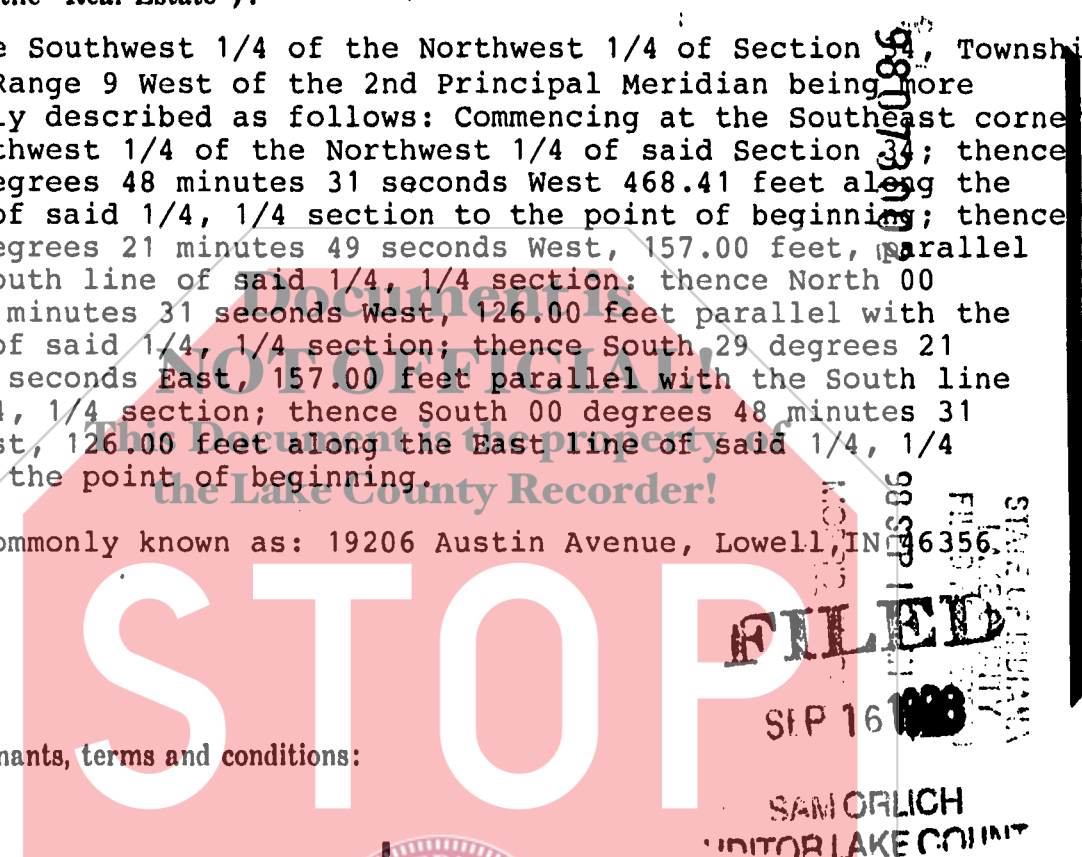 the "Real Estate"):
e Southwest 1/4 of the Northwest 1/4 of Section 34, Townshi
Range 9 West of the 2nd Principal Meridian being more
ly described as follows: Commencing at the Southeast corne
thwest 1/4 of the Northwest 1/4 of said Section 34; thence
egrees 48 minutes 31 seconds West 468.41 feet along the
of said 1/4, 1/4 section to the point of beginning; thence
egrees 21 minutes 49 seconds West, 157.00 feet, parallel
outh line of said 1/4, 1/4 section: thence North 00
minutes 31 seconds West, 126.00 feet parallel with the
of said 1/4, 1/4 section; thence South 29 degrees 21
seconds East, 157.00 feet parallel with the South line
, 1/4 section; thence South 00 degrees 48 minutes 31
st, 126.00 feet along the East line of said 1/4, 1/4
the point of beginning.
ommonly known as: 19206 Austin Avenue, Lowell, IN 46356
nants, terms and conditions:
Document is
NOT OFFICIAL!
This Document is the property of
the Lake County Recorder!
STOP
FILED
SEP 16 1998
SAM ORLICH
AUDITOR LAKE COUNT